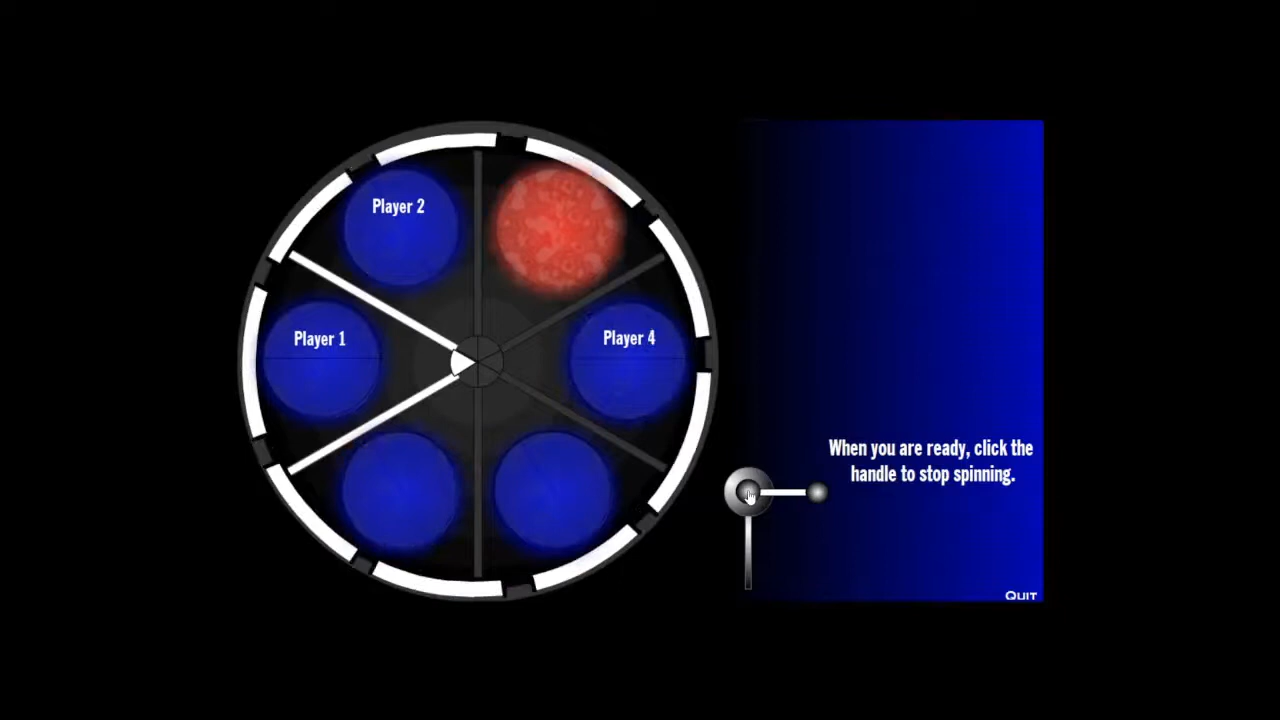 Player 2
Player 1
Player 4
When you are ready, click the
handle to stop spinning.
QUIT